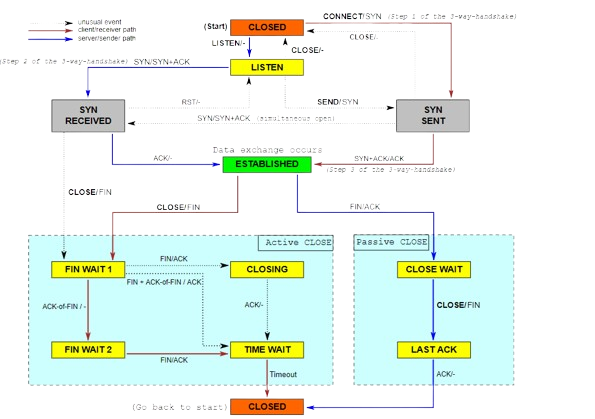 unusual event
client/receiver path
server/sender path
(Start) CLOSED
CONNECT/SYN (Step 1 of the 3-way-handshake)
CLOSE/-
LISTEN/-
CLOSE/-
(Step 2 of the 3-way-handshake) SYN/SYN+ACK
LISTEN
RST/-
SEND/SYN
SYN RECEIVED
SYN/SYN+ACK (simultaneous open)
SYN SENT
Data exchange occurs
ACK/-
ESTABLISHED
SYN+ACK/ACK
(Step 3 of the 3-way-handshake)
CLOSE/FIN
CLOSE/FIN
FIN/ACK
Active CLOSE
Passive CLOSE
FIN WAIT 1
FIN/ACK
CLOSING
CLOSE WAIT
FIN + ACK-of-FIN / ACK
ACK-of-FIN / -
ACK/-
CLOSE/FIN
FIN WAIT 2
FIN/ACK
TIME WAIT
LAST ACK
Timeout
ACK/-
(Go back to start) CLOSED